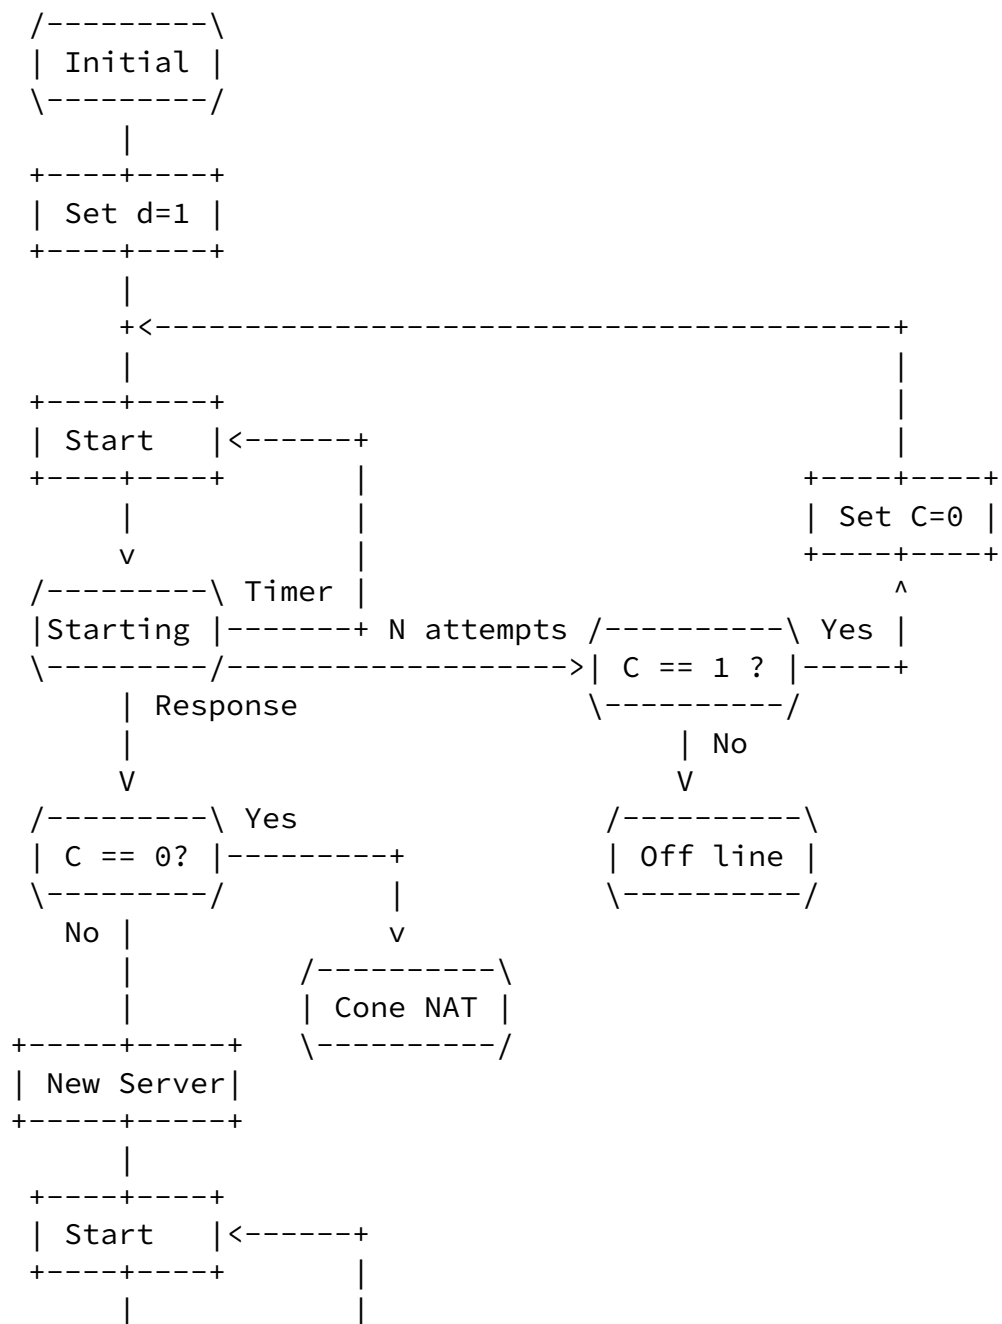 Initial
Set d=1
Start
Set C=0
Timer
Starting N attempts Yes
C == 1 ?
Response
No
Yes
C == 0? Off line
No
Cone NAT
New Server
Start